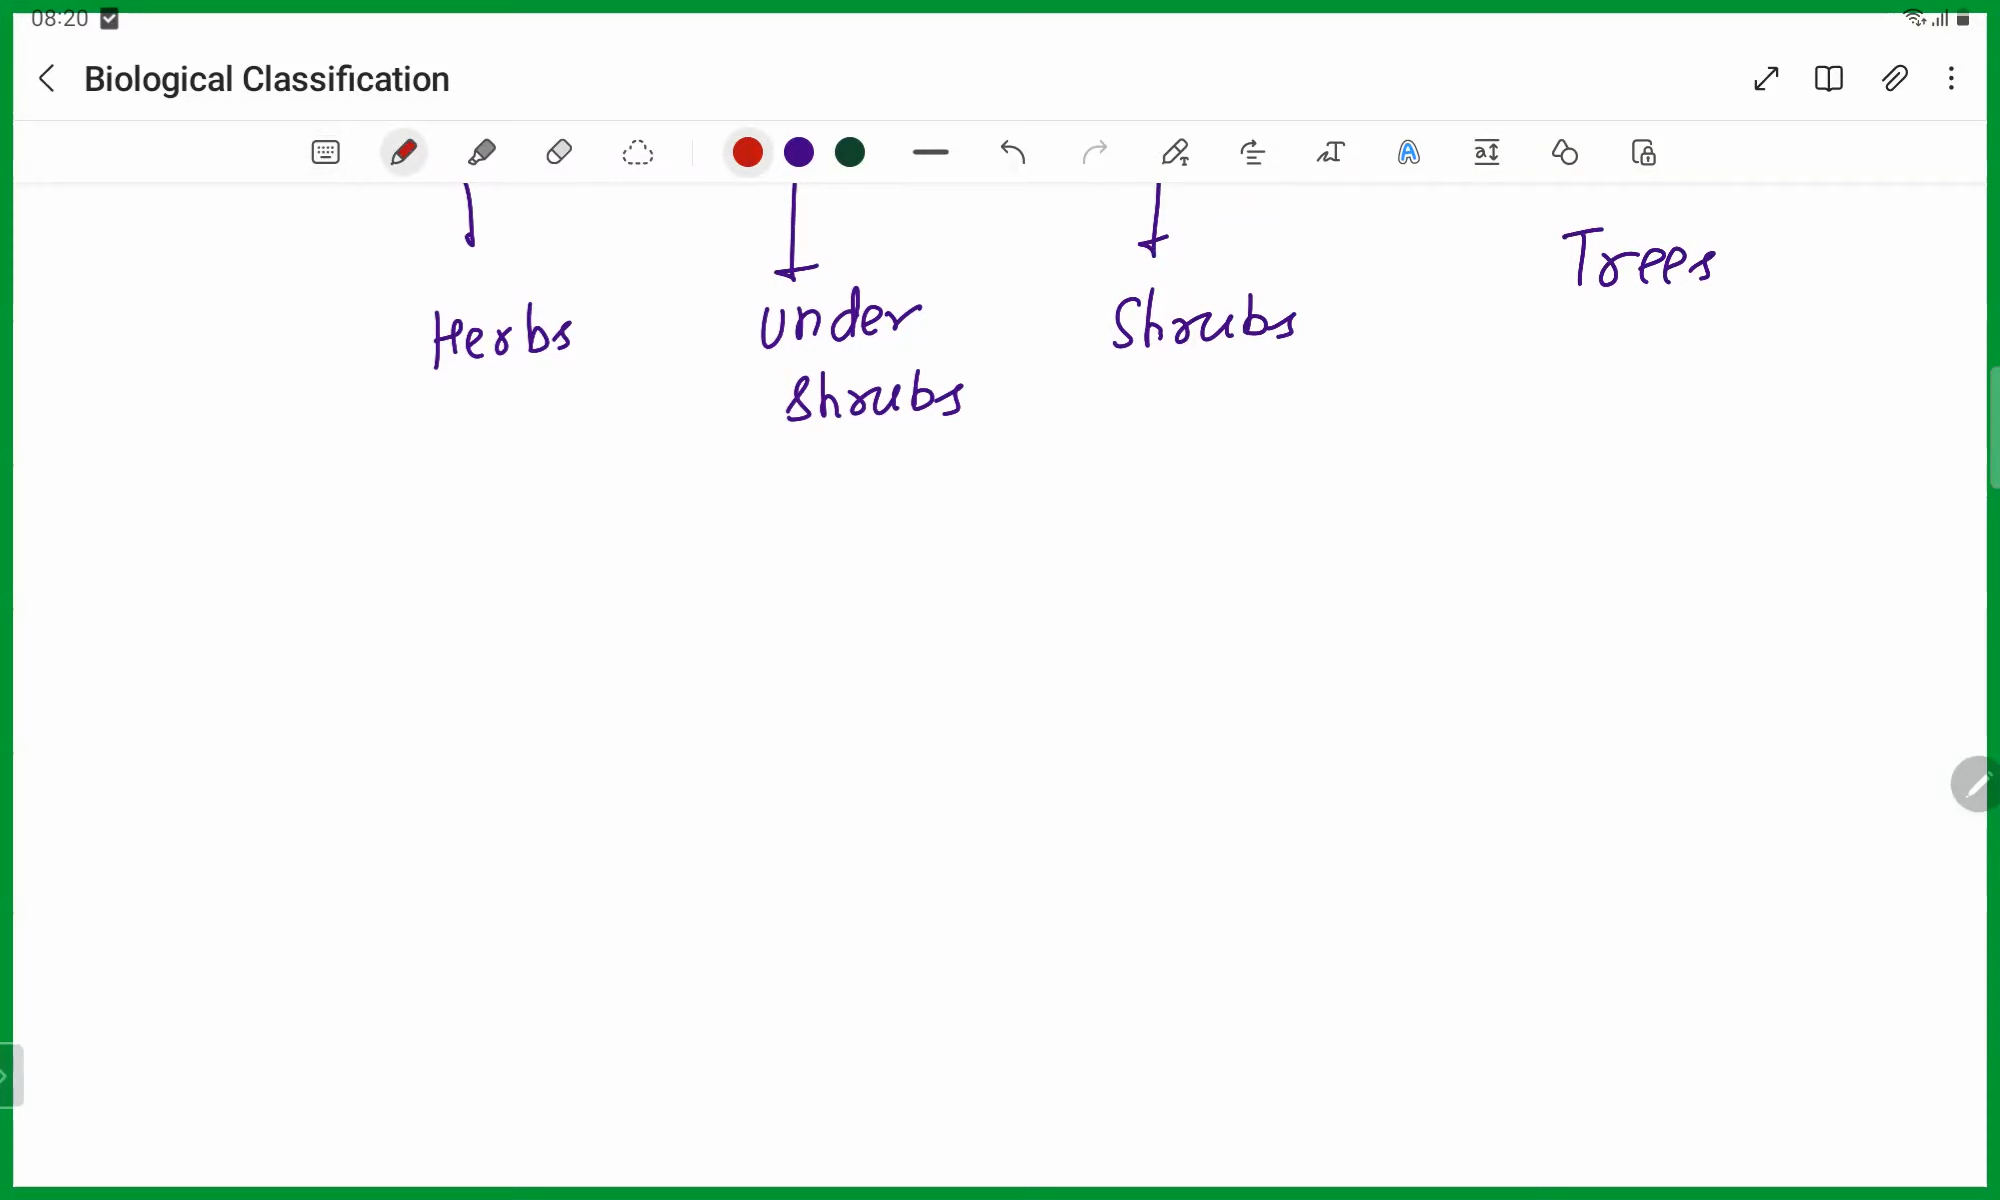 08:20
Biological Classification
Herbs
under
shrubs
Shrubs
Trees